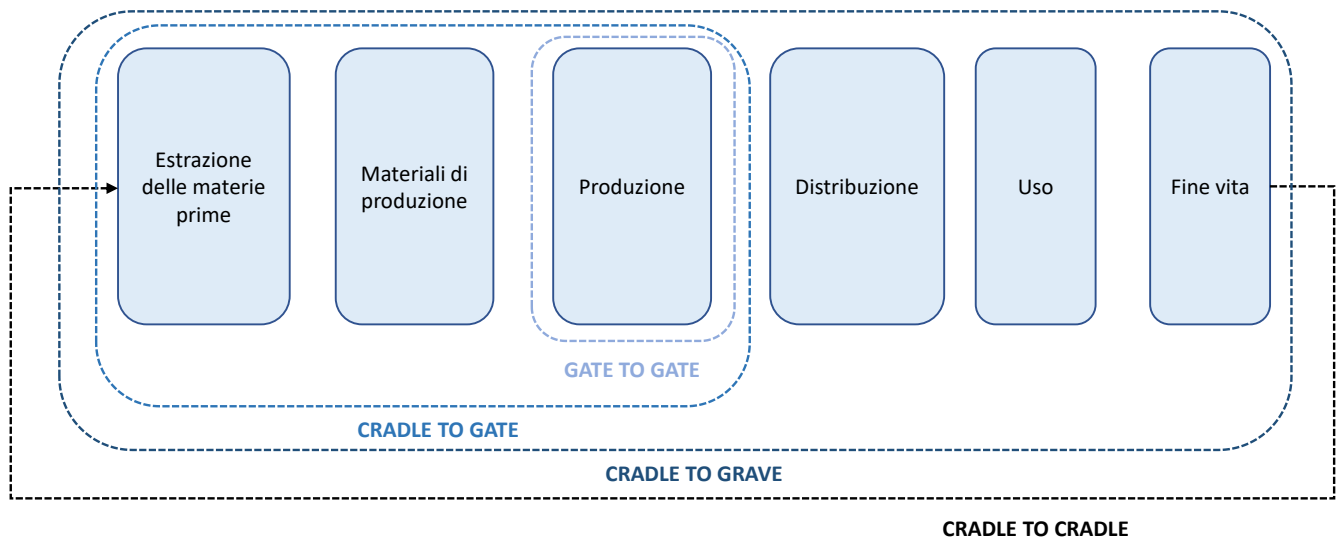 Estrazione
delle materie
prime
Materiali di
produzione
Produzione
Distribuzione
Uso
Fine vita
GATE TO GATE
CRADLE TO GATE
CRADLE TO GRAVE
CRADLE TO CRADLE